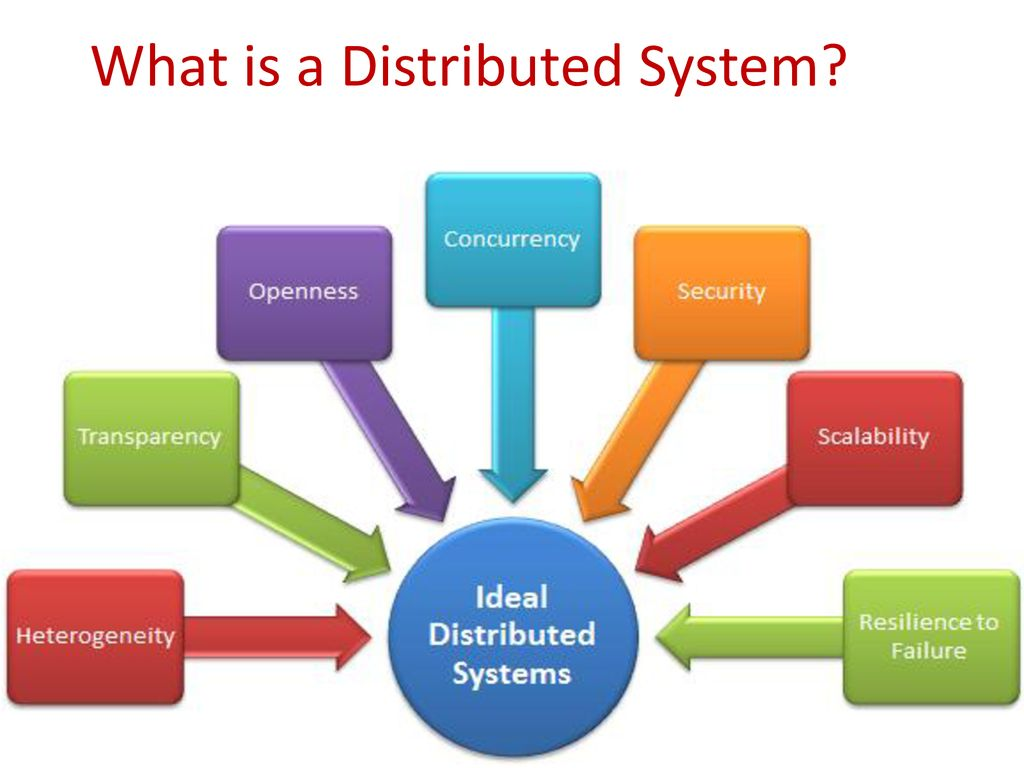 What is a Distributed System?
Concurrency
Openness
Security
Transparency
Scalability
Heterogeneity
Ideal
Distributed
Systems
Resilience to
Failure